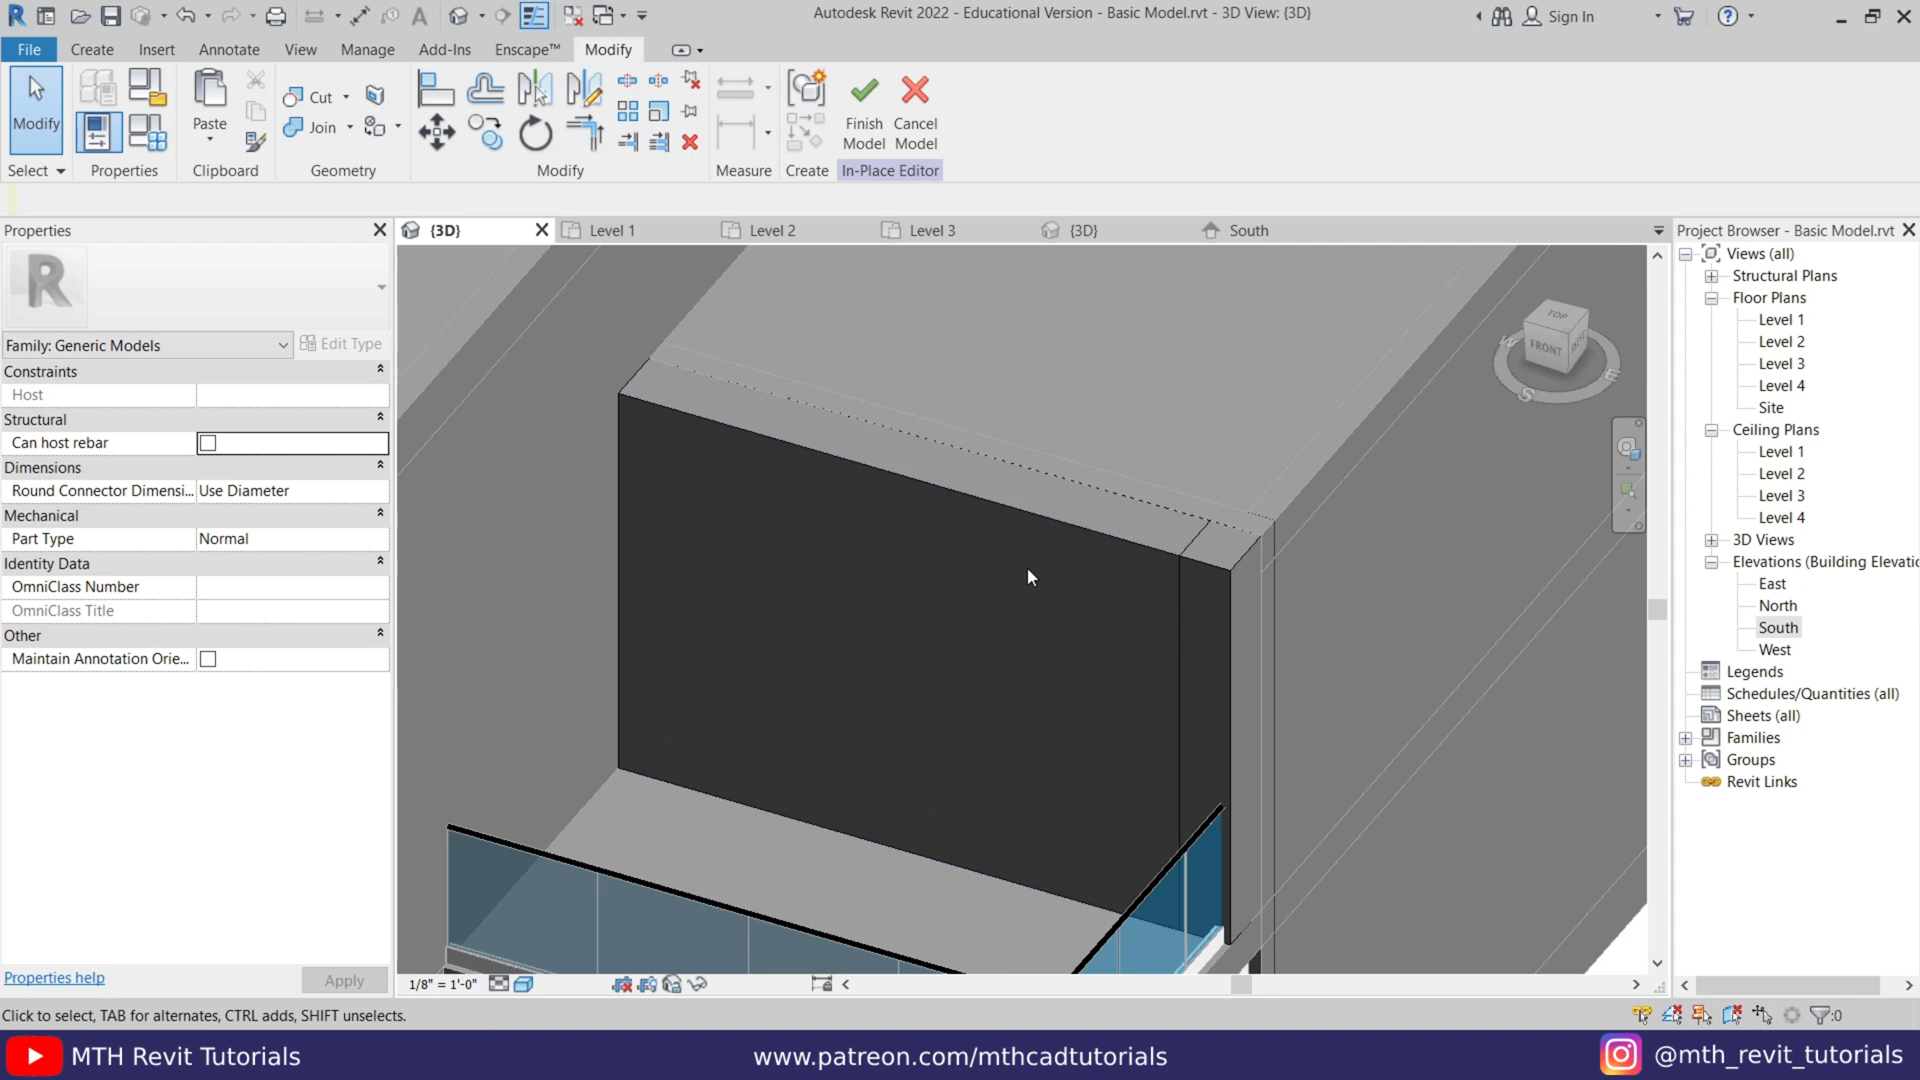 Autodesk Revit 2022 - Educational Version - Basic Model.rvt - 3D View: {3D}
Sign In
File
Create
Insert
Annotate
View
Manage
Add-Ins
Enscape™
Modify
Modify
Paste
Cut
Join
Finish
Model
Cancel
Model
Select
Properties
Clipboard
Geometry
Modify
Measure
Create
In-Place Editor
Properties
{3D}
Level 1
Level 2
Level 3
{3D}
South
Project Browser - Basic Model.rvt
Family: Generic Models
Edit Type
Constraints
Host
Structural
Can host rebar
Dimensions
Round Connector Dimensi...
Use Diameter
Mechanical
Part Type
Normal
Identity Data
OmniClass Number
OmniClass Title
Other
Maintain Annotation Orie...
Properties help
Apply
TOP
FRONT
W
S
E
Views (all)
Structural Plans
Floor Plans
Level 1
Level 2
Level 3
Level 4
Site
Ceiling Plans
Level 1
Level 2
Level 3
Level 4
3D Views
Elevations (Building Elevatic
East
North
South
West
Legends
Schedules/Quantities (all)
Sheets (all)
Families
Groups
Revit Links
1/8" = 1'-0"
Click to select, TAB for alternates, CTRL adds, SHIFT unselects.
:0
MTH Revit Tutorials
www.patreon.com/mthcadtutorials
@mth_revit_tutorials